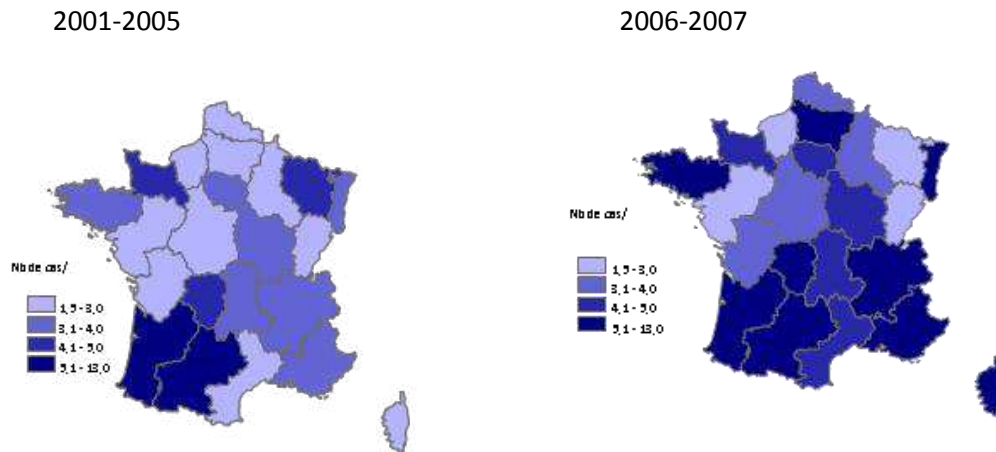 2001-2005
2006-2007
Nb de cas/
1,9 - 3,0
3,1 - 4,0
4,1 - 5,0
5,1 - 13,0
Nb de cas/
1,9 - 3,0
3,1 - 4,0
4,1 - 5,0
5,1 - 13,0